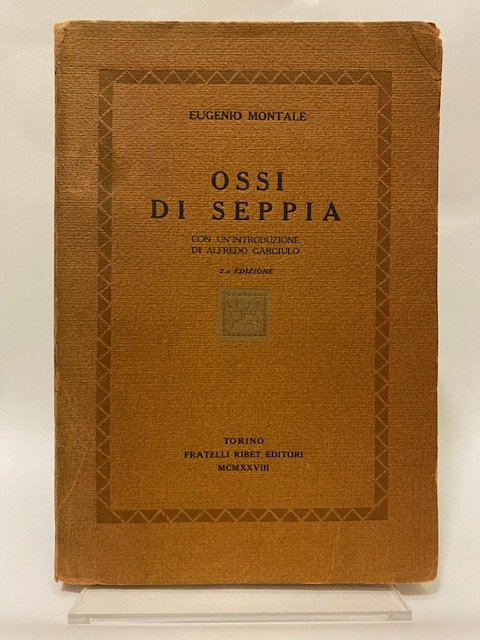 EUGENIO MONTALE
OSSI
DI SEPPIA
CON UN'INTRODUZIONE
DI ALFREDO GARGIULO
2.a EDIZIONE
TORINO
FRATELLI RIBET EDITORI
MCMXXVIII